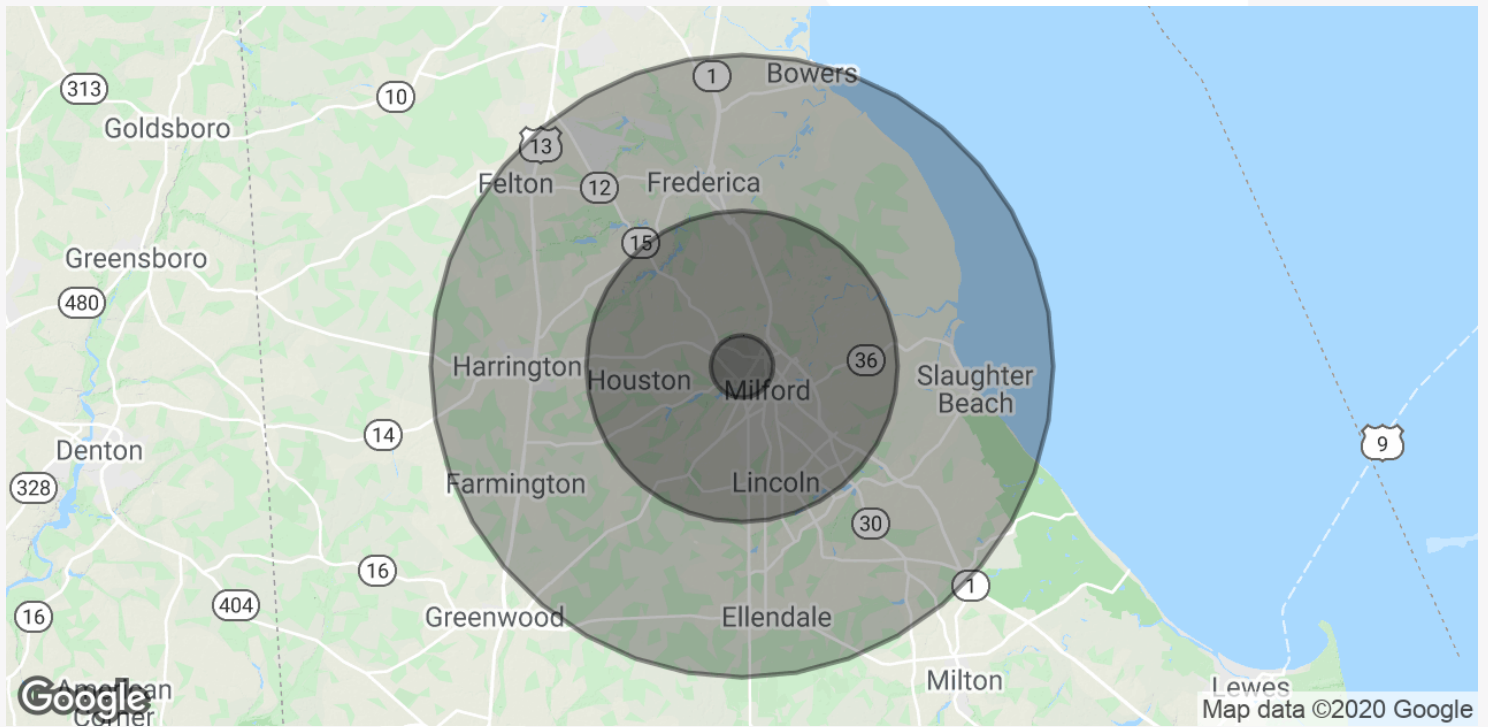 Bowers
1
313
10
Goldsboro
13
Felton
12
Frederica
15
Greensboro
480
Harrington
Houston
36
Milford
Slaughter
Beach
14
9
Denton
328
Farmington
Lincoln
30
16
1
404
16
Greenwood
Ellendale
Milton
Lewes
American
Corner
Google
Map data ©2020 Google